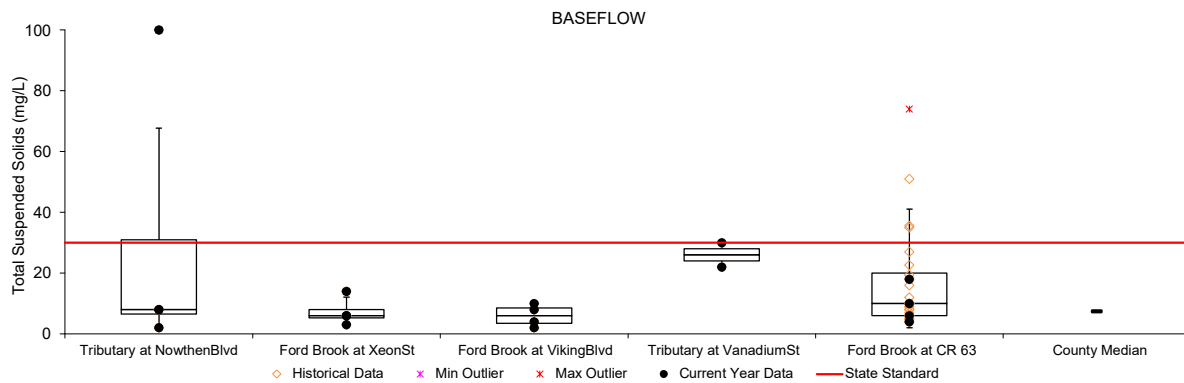 BASEFLOW
Total Suspended Solids (mg/L)
100
80
60
40
20
0
Tributary at NowthenBlvd Ford Brook at XeonSt Ford Brook at VikingBlvd Tributary at VanadiumSt Ford Brook at CR 63 County Median
Historical Data Min Outlier Max Outlier Current Year Data State Standard